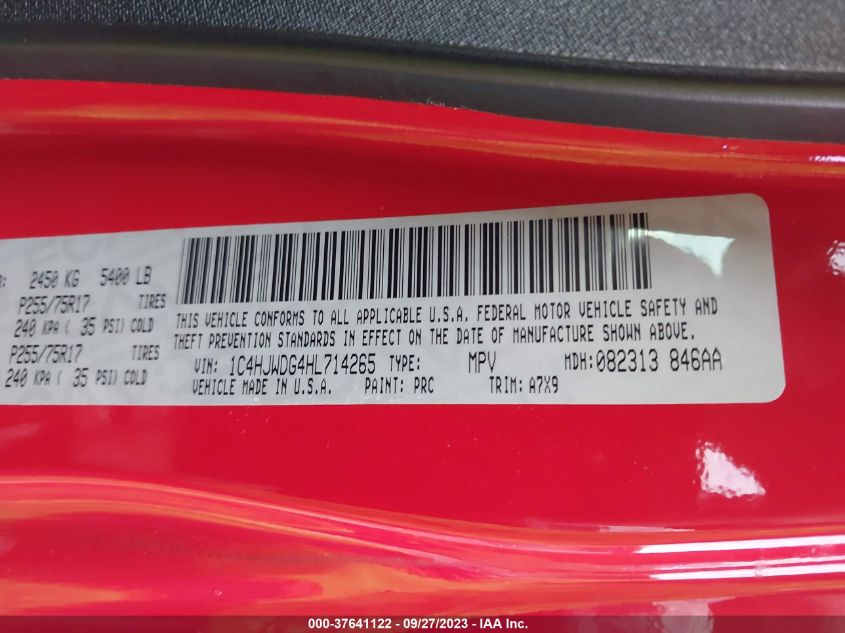 2450 KG 5400 LB
P255/75R17 TIRES
240 KPA ( 35 PSI) COLD
P255/75R17 TIRES
240 KPA ( 35 PSI) COLD
THIS VEHICLE CONFORMS TO ALL APPLICABLE U.S.A. FEDERAL MOTOR VEHICLE SAFETY AND
THEFT PREVENTION STANDARDS IN EFFECT ON THE DATE OF MANUFACTURE SHOWN ABOVE.
VIN: 1C4HJWDG4HL714265 TYPE: MPV MDH:082313 846AA
VEHICLE MADE IN U.S.A. PAINT: PRC TRIM: A7X9
000-37641122 - 09/27/2023 - IAA Inc.